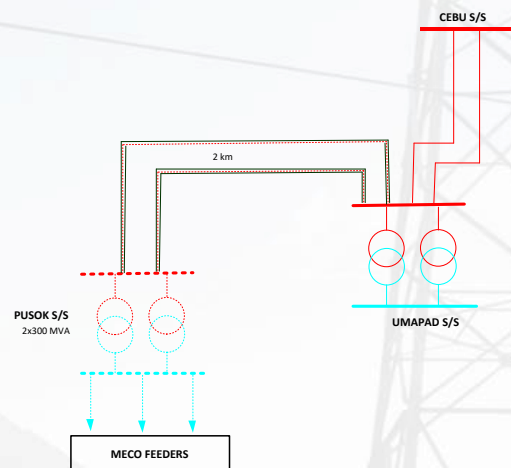 CEBU S/S
2 km
PUSOK S/S
2x300 MVA
UMAPAD S/S
MECO FEEDERS